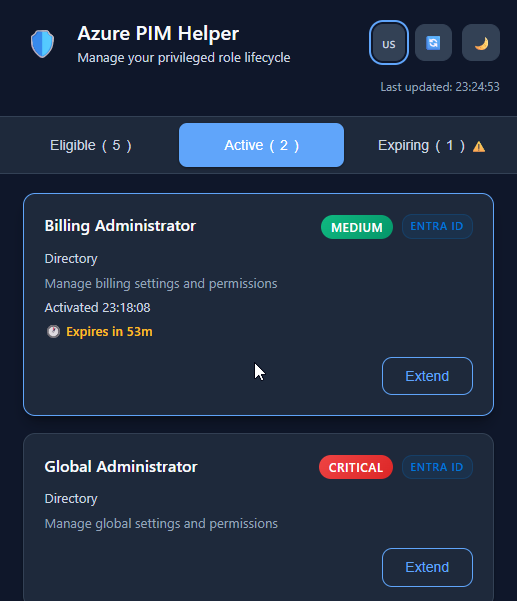 Azure PIM Helper
Manage your privileged role lifecycle
US
Last updated: 23:24:53
Eligible ( 5 )
Active ( 2 )
Expiring ( 1 )
Billing Administrator
MEDIUM
ENTRA ID
Directory
Manage billing settings and permissions
Activated 23:18:08
Expires in 53m
Extend
Global Administrator
CRITICAL
ENTRA ID
Directory
Manage global settings and permissions
Extend